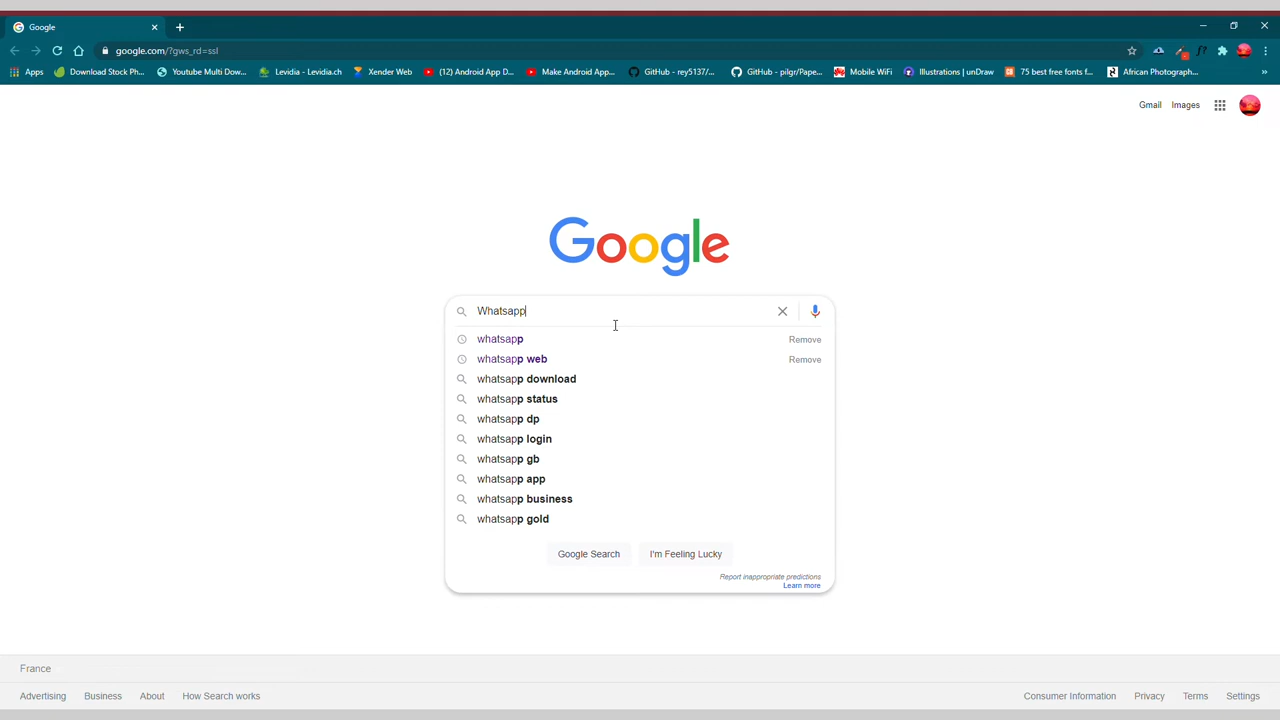 Google
google.com/?gws_rd=ssl
Apps Download Stock Ph... Youtube Multi Dow... Levidia - Levidia.ch Xender Web (12) Android App D... Make Android App... GitHub - rey5137/... GitHub - pilgr/Pape... Mobile WiFi Illustrations | unDraw 75 best free fonts f... African Photograph... »
Gmail Images
Google
Whatsapp
whatsapp Remove
whatsapp web Remove
whatsapp download
whatsapp status
whatsapp dp
whatsapp login
whatsapp gb
whatsapp app
whatsapp business
whatsapp gold
Google Search I'm Feeling Lucky
Report inappropriate predictions
Learn more
France
Advertising Business About How Search works Consumer Information Privacy Terms Settings